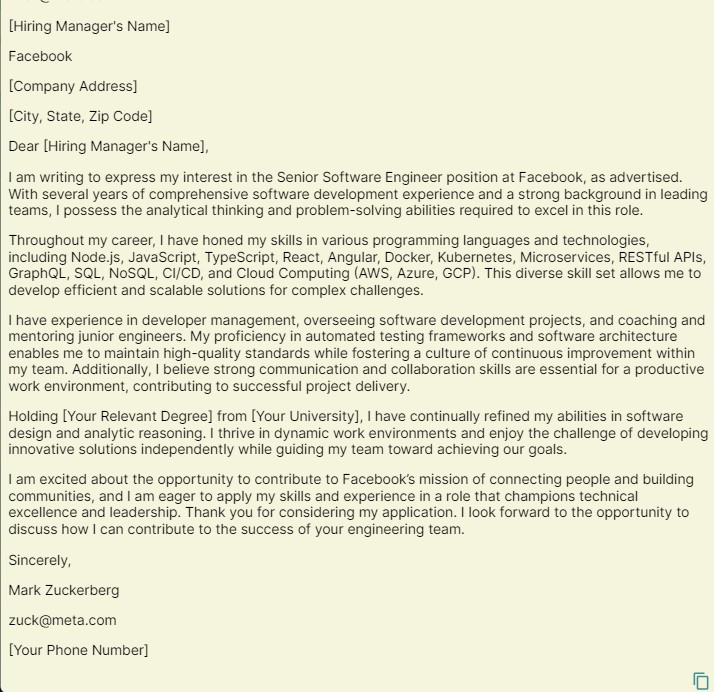 [Hiring Manager's Name]
Facebook
[Company Address]
[City, State, Zip Code]
Dear [Hiring Manager's Name],
I am writing to express my interest in the Senior Software Engineer position at Facebook, as advertised.
With several years of comprehensive software development experience and a strong background in leading
teams, I possess the analytical thinking and problem-solving abilities required to excel in this role.
Throughout my career, I have honed my skills in various programming languages and technologies,
including Node.js, JavaScript, TypeScript, React, Angular, Docker, Kubernetes, Microservices, RESTful APIs,
GraphQL, SQL, NoSQL, CI/CD, and Cloud Computing (AWS, Azure, GCP). This diverse skill set allows me to
develop efficient and scalable solutions for complex challenges.
I have experience in developer management, overseeing software development projects, and coaching and
mentoring junior engineers. My proficiency in automated testing frameworks and software architecture
enables me to maintain high-quality standards while fostering a culture of continuous improvement within
my team. Additionally, I believe strong communication and collaboration skills are essential for a productive
work environment, contributing to successful project delivery.
Holding [Your Relevant Degree] from [Your University], I have continually refined my abilities in software
design and analytic reasoning. I thrive in dynamic work environments and enjoy the challenge of developing
innovative solutions independently while guiding my team toward achieving our goals.
I am excited about the opportunity to contribute to Facebook’s mission of connecting people and building
communities, and I am eager to apply my skills and experience in a role that champions technical
excellence and leadership. Thank you for considering my application. I look forward to the opportunity to
discuss how I can contribute to the success of your engineering team.
Sincerely,
Mark Zuckerberg
zuck@meta.com
[Your Phone Number]